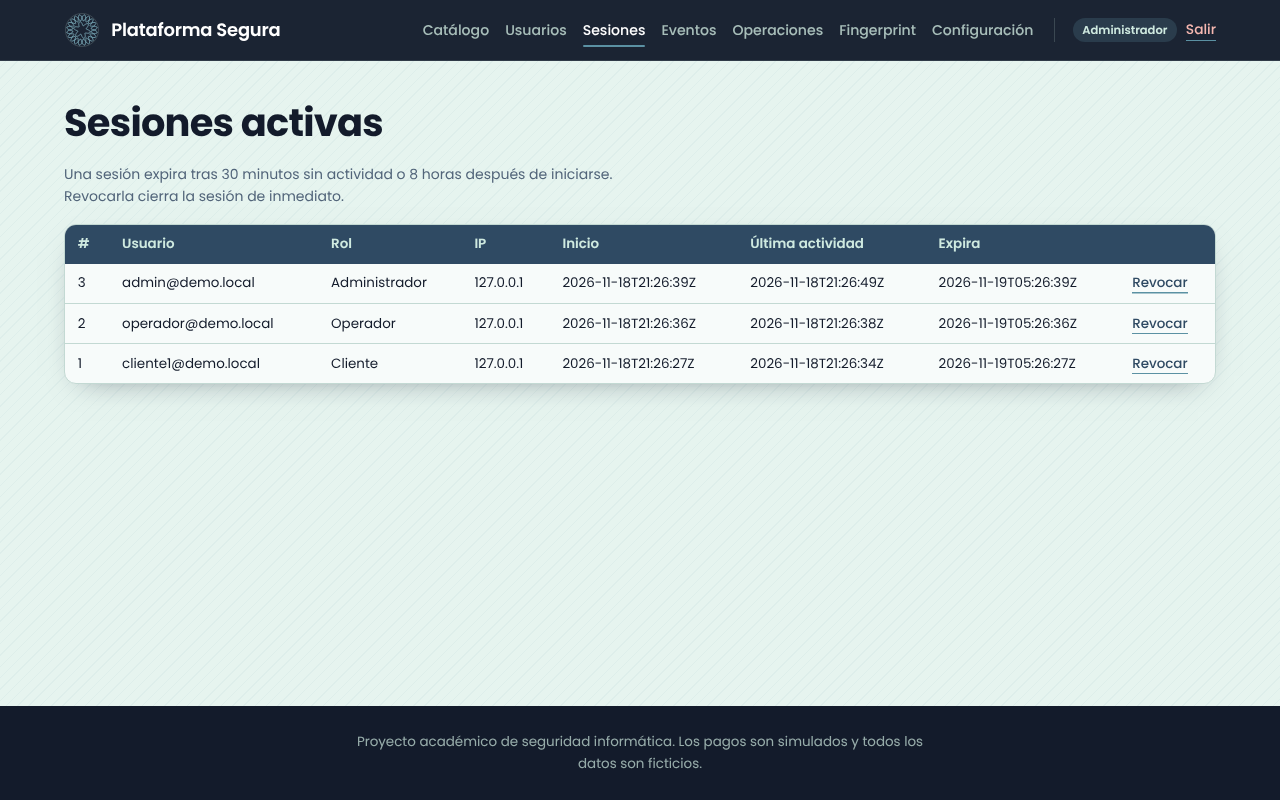 Plataforma Segura
Catálogo Usuarios Sesiones Eventos Operaciones Fingerprint Configuración Administrador Salir
Sesiones activas
Una sesión expira tras 30 minutos sin actividad o 8 horas después de iniciarse.
Revocarla cierra la sesión de inmediato.
# Usuario Rol IP Inicio Última actividad Expira
3 admin@demo.local Administrador 127.0.0.1 2026-11-18T21:26:39Z 2026-11-18T21:26:49Z 2026-11-19T05:26:39Z Revocar
2 operador@demo.local Operador 127.0.0.1 2026-11-18T21:26:36Z 2026-11-18T21:26:38Z 2026-11-19T05:26:36Z Revocar
1 cliente1@demo.local Cliente 127.0.0.1 2026-11-18T21:26:27Z 2026-11-18T21:26:34Z 2026-11-19T05:26:27Z Revocar
Proyecto académico de seguridad informática. Los pagos son simulados y todos los
datos son ficticios.